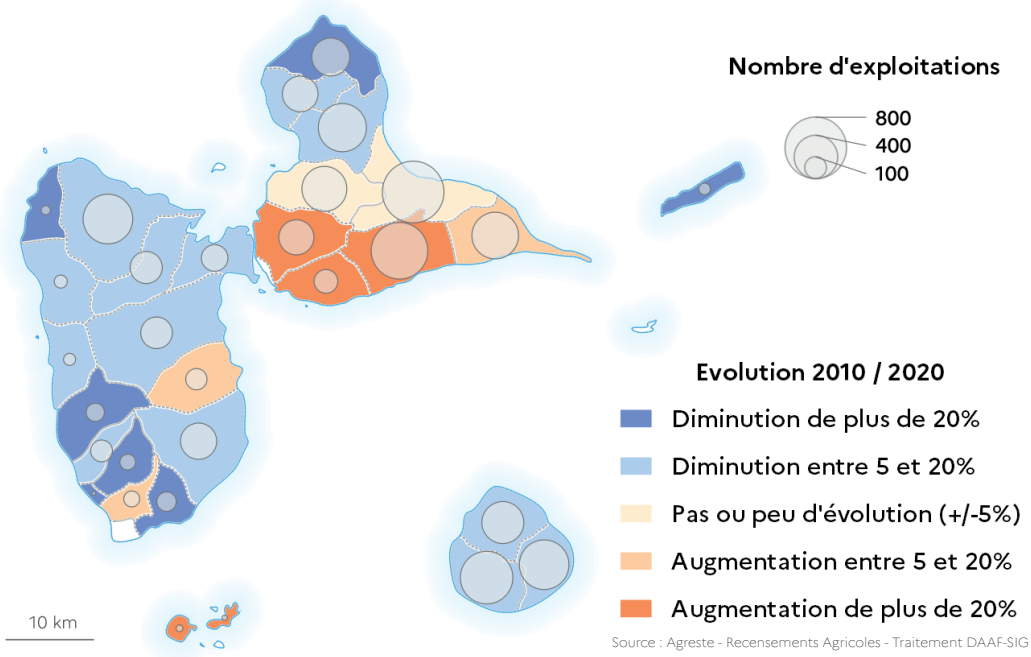 Nombre d'exploitations
800
400
100
Evolution 2010 / 2020
Diminution de plus de 20%
Diminution entre 5 et 20%
Pas ou peu d'évolution (+/-5%)
Augmentation entre 5 et 20%
Augmentation de plus de 20%
10 km
Source : Agreste - Recensements Agricoles - Traitement DAAF-SIG